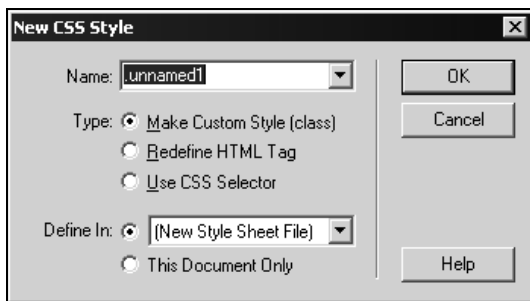 New CSS Style
Name: .unnamed1
OK
Type: Make Custom Style (class)
Cancel
Redefine HTML Tag
Use CSS Selector
Define In: (New Style Sheet File)
This Document Only
Help